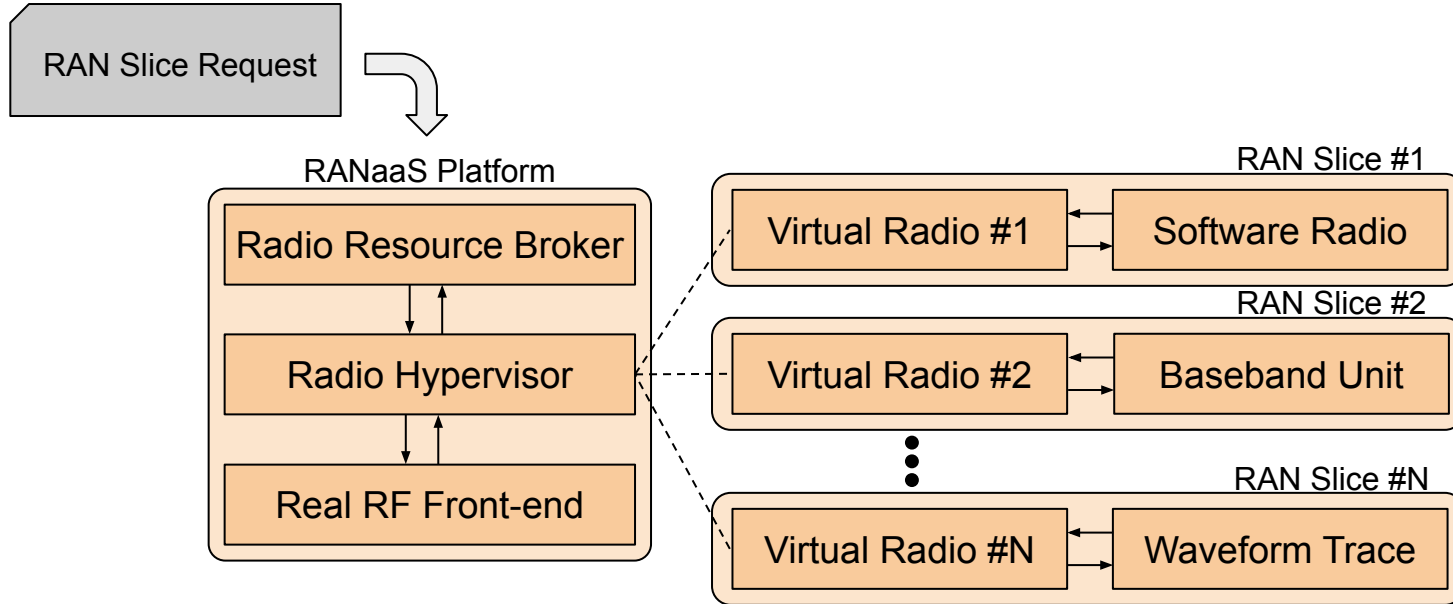 RAN Slice Request
RANaaS Platform
Radio Resource Broker
Radio Hypervisor
Real RF Front-end
RAN Slice #1
Virtual Radio #1
Software Radio
RAN Slice #2
Virtual Radio #2
Baseband Unit
RAN Slice #N
Virtual Radio #N
Waveform Trace